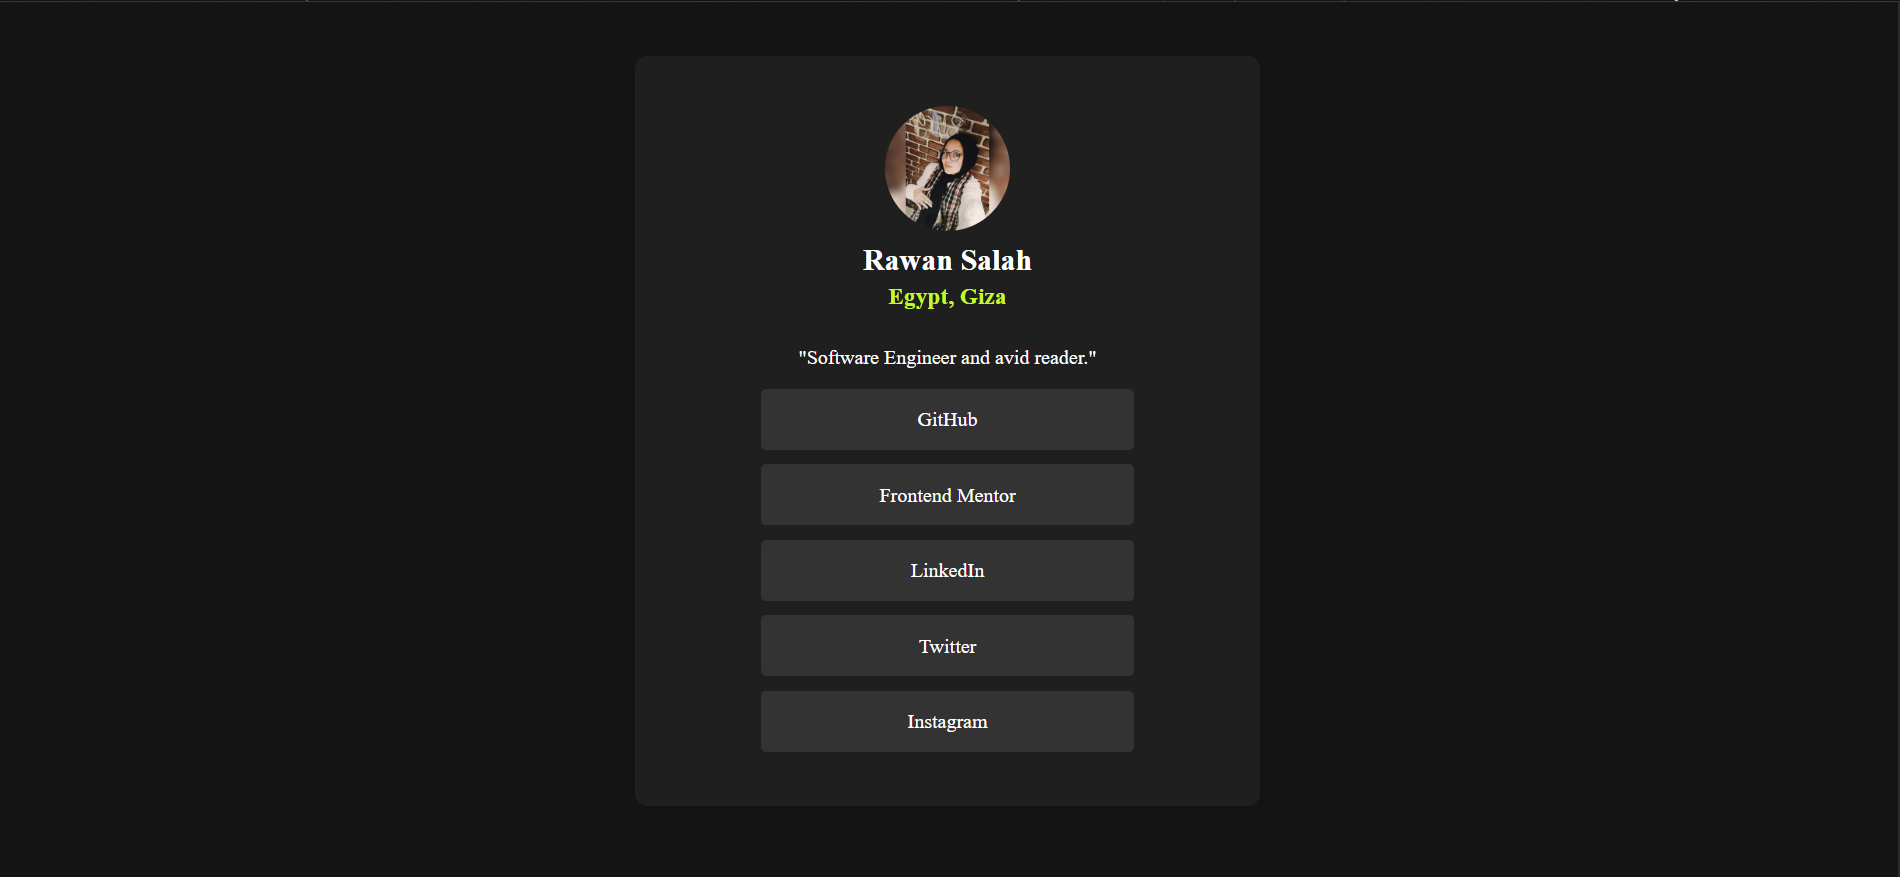 Rawan Salah
Egypt, Giza
"Software Engineer and avid reader."
GitHub
Frontend Mentor
LinkedIn
Twitter
Instagram